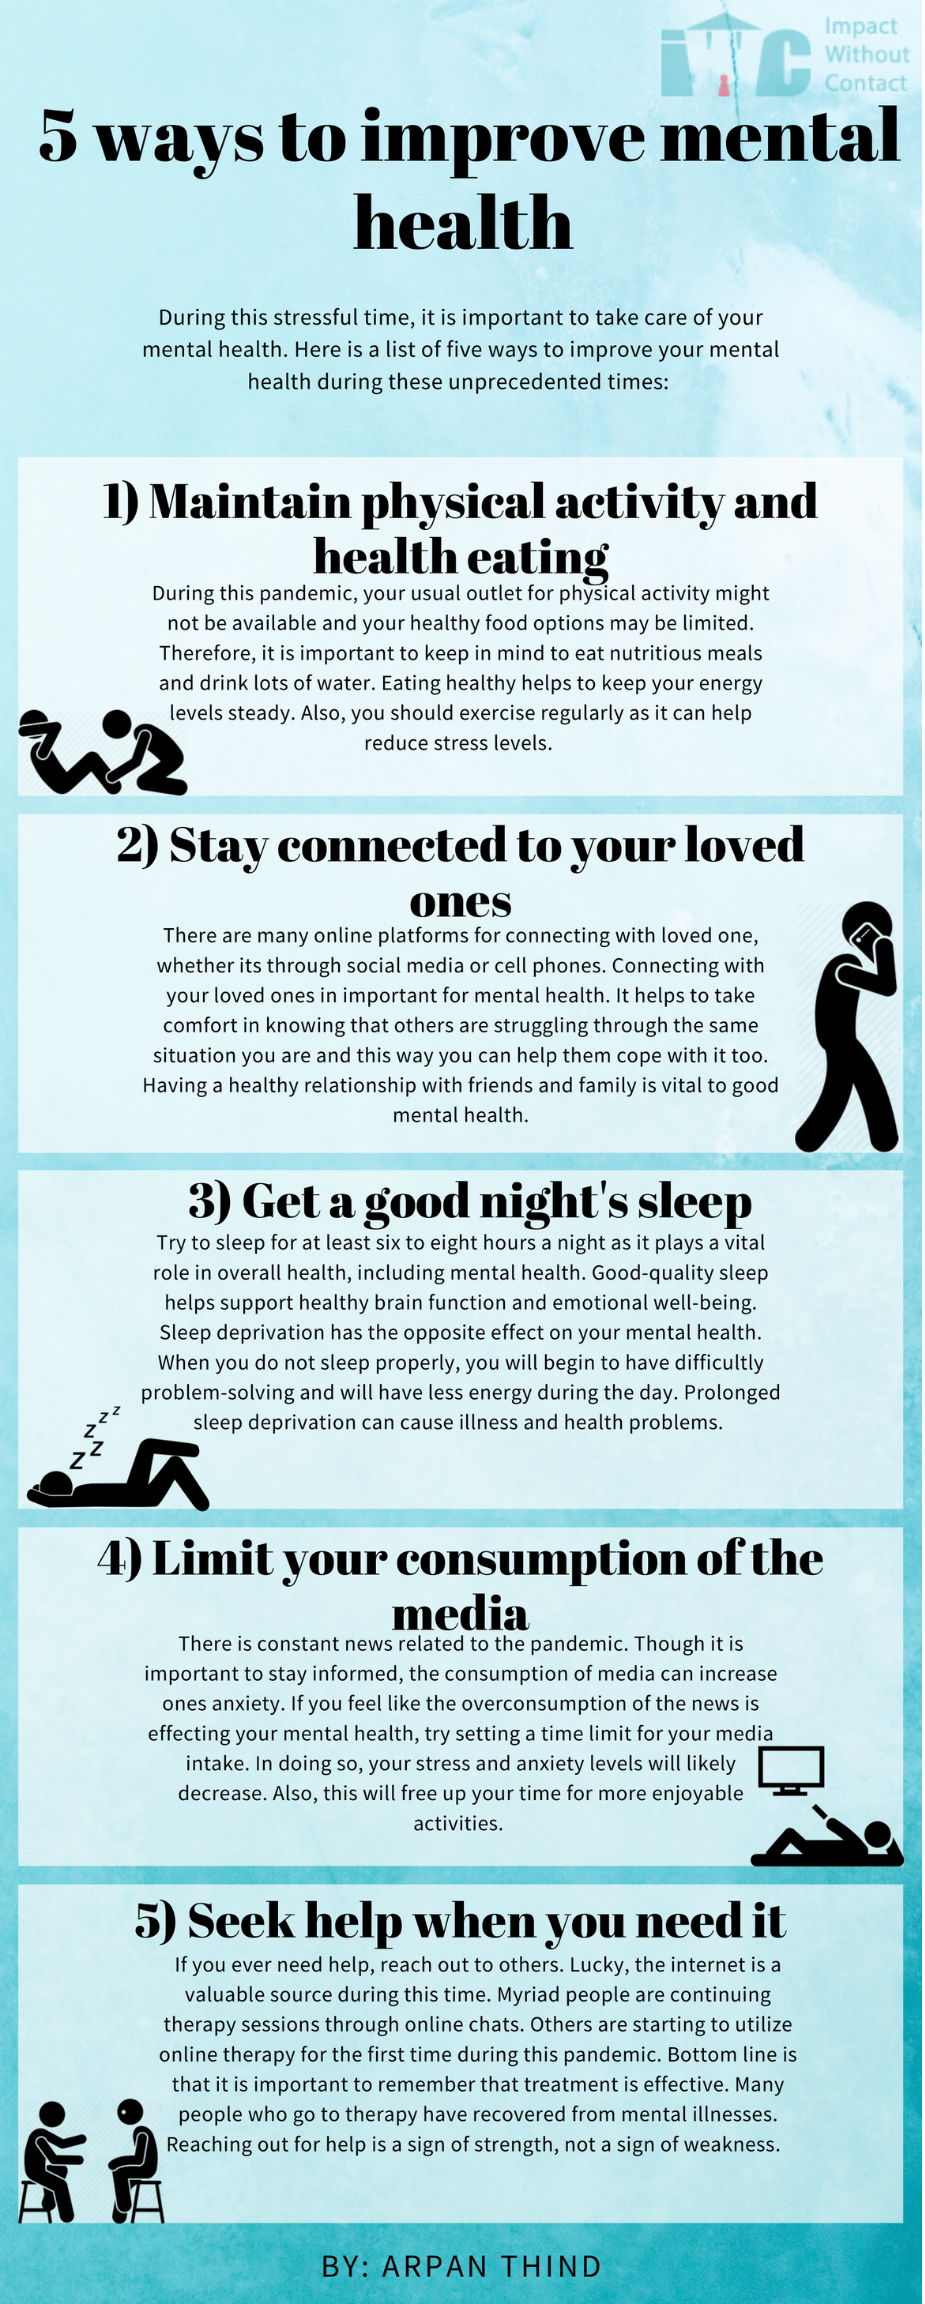 iWC
Impact
Without
Contact
5 ways to improve mental
health
During this stressful time, it is important to take care of your
mental health. Here is a list of five ways to improve your mental
health during these unprecedented times:
1) Maintain physical activity and
health eating
During this pandemic, your usual outlet for physical activity might
not be available and your healthy food options may be limited.
Therefore, it is important to keep in mind to eat nutritious meals
and drink lots of water. Eating healthy helps to keep your energy
levels steady. Also, you should exercise regularly as it can help
reduce stress levels.
2) Stay connected to your loved
ones
There are many online platforms for connecting with loved one,
whether its through social media or cell phones. Connecting with
your loved ones in important for mental health. It helps to take
comfort in knowing that others are struggling through the same
situation you are and this way you can help them cope with it too.
Having a healthy relationship with friends and family is vital to good
mental health.
3) Get a good night's sleep
Try to sleep for at least six to eight hours a night as it plays a vital
role in overall health, including mental health. Good-quality sleep
helps support healthy brain function and emotional well-being.
Sleep deprivation has the opposite effect on your mental health.
When you do not sleep properly, you will begin to have difficultly
problem-solving and will have less energy during the day. Prolonged
sleep deprivation can cause illness and health problems.
z z z z z
4) Limit your consumption of the
media
There is constant news related to the pandemic. Though it is
important to stay informed, the consumption of media can increase
ones anxiety. If you feel like the overconsumption of the news is
effecting your mental health, try setting a time limit for your media
intake. In doing so, your stress and anxiety levels will likely
decrease. Also, this will free up your time for more enjoyable
activities.
5) Seek help when you need it
If you ever need help, reach out to others. Lucky, the internet is a
valuable source during this time. Myriad people are continuing
therapy sessions through online chats. Others are starting to utilize
online therapy for the first time during this pandemic. Bottom line is
that it is important to remember that treatment is effective. Many
people who go to therapy have recovered from mental illnesses.
Reaching out for help is a sign of strength, not a sign of weakness.
BY: ARPAN THIND